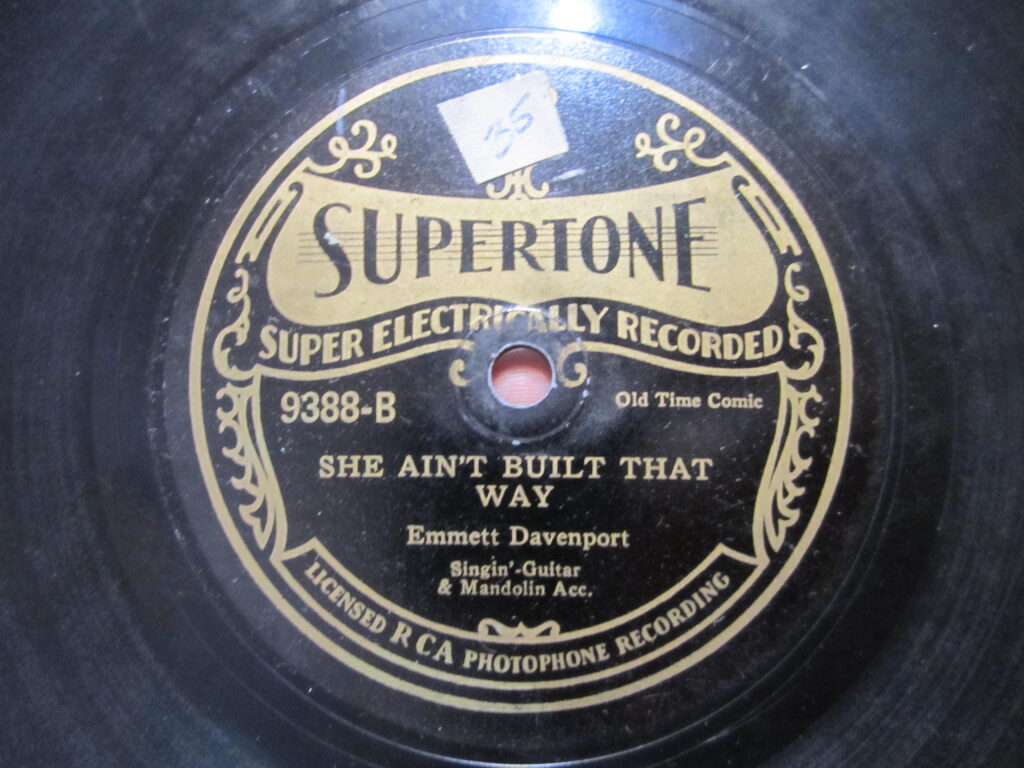 35
SUPERTONE
SUPER ELECTRICALLY RECORDED
9388-B
Old Time Comic
SHE AIN'T BUILT THAT
WAY
Emmett Davenport
Singin'-Guitar
& Mandolin Acc.
LICENSED RCA PHOTOPHONE RECORDING